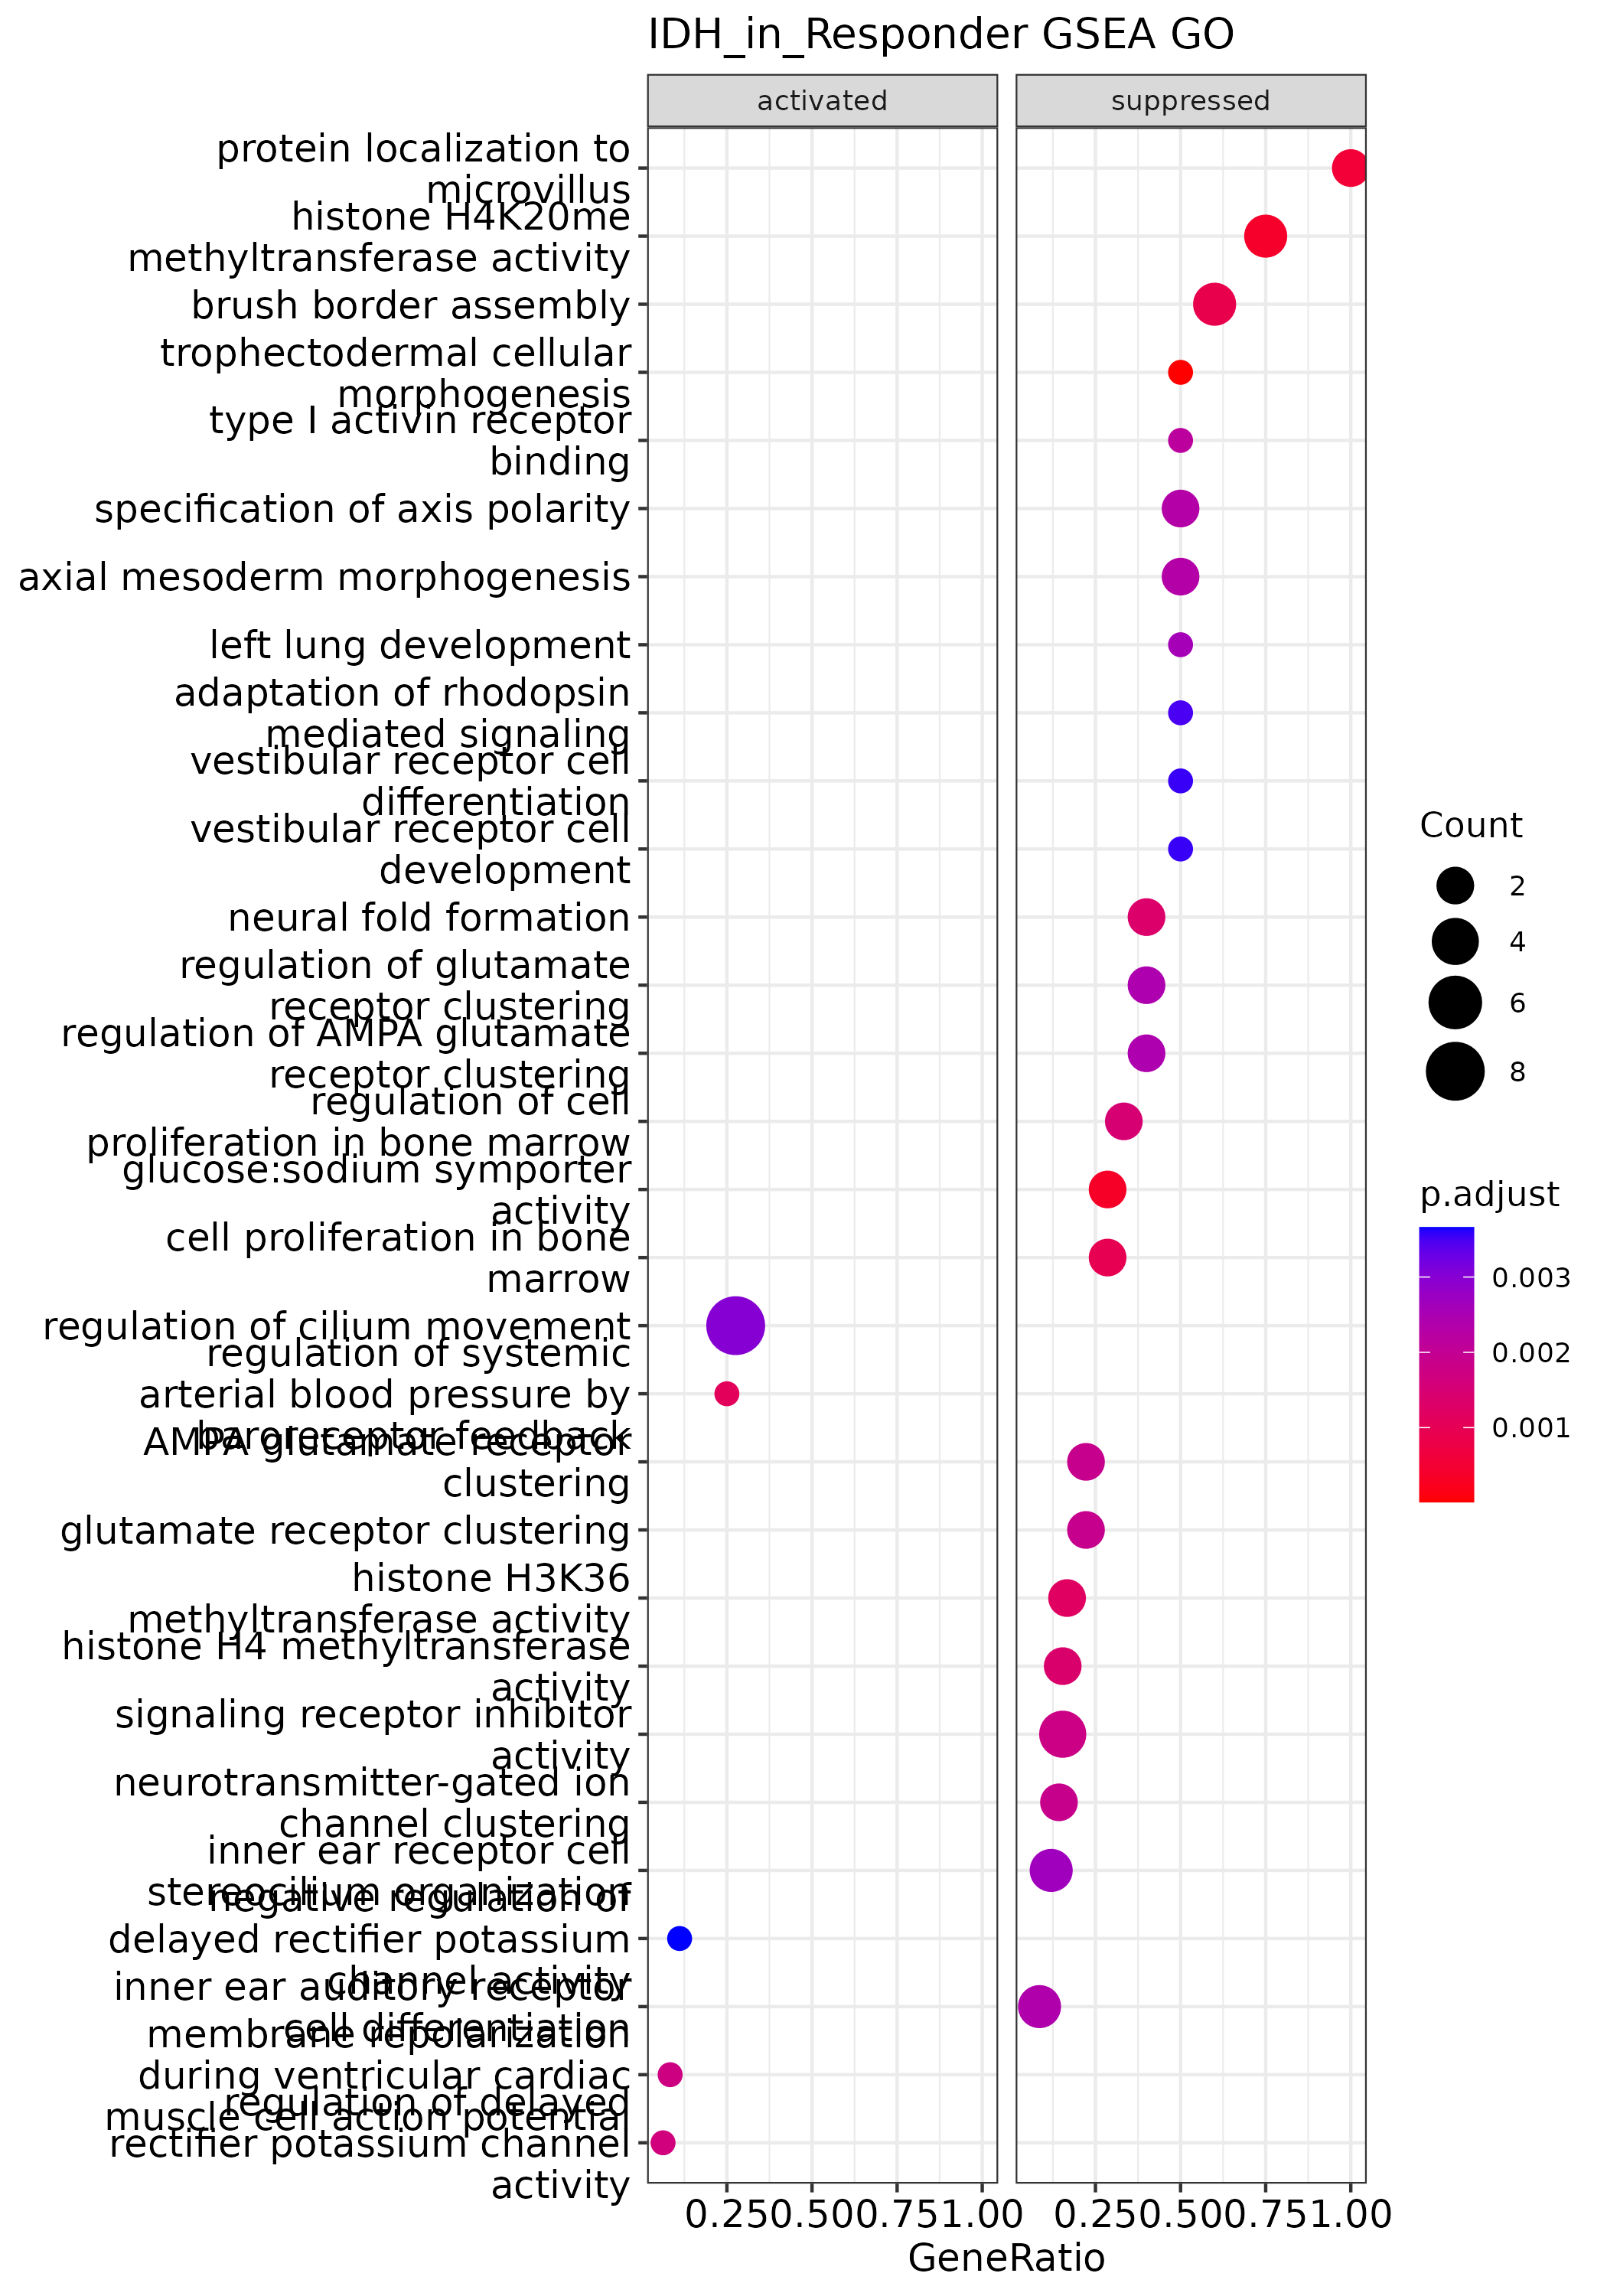 IDH_in_Responder GSEA GO
activated
suppressed
protein localization to
microvillus
histone H4K20me
methyltransferase activity
brush border assembly
trophectodermal cellular
morphogenesis
type I activin receptor
binding
specification of axis polarity
axial mesoderm morphogenesis
left lung development
adaptation of rhodopsin
mediated signaling
vestibular receptor cell
differentiation
vestibular receptor cell
development
neural fold formation
regulation of glutamate
receptor clustering
regulation of AMPA glutamate
receptor clustering
regulation of cell
proliferation in bone marrow
glucose:sodium symporter
activity
cell proliferation in bone
marrow
regulation of cilium movement
regulation of systemic
arterial blood pressure by
baroreceptor feedback
AMPA glutamate receptor
clustering
glutamate receptor clustering
histone H3K36
methyltransferase activity
histone H4 methyltransferase
activity
signaling receptor inhibitor
activity
neurotransmitter-gated ion
channel clustering
inner ear receptor cell
stereocilium organization
negative regulation of
delayed rectifier potassium
channel activity
inner ear auditory receptor
cell differentiation
membrane repolarization
during ventricular cardiac
muscle cell action potential
regulation of delayed
rectifier potassium channel
activity
0.25 0.50 0.75 1.00
0.25 0.50 0.75 1.00
GeneRatio
Count
2
4
6
8
p.adjust
0.003
0.002
0.001